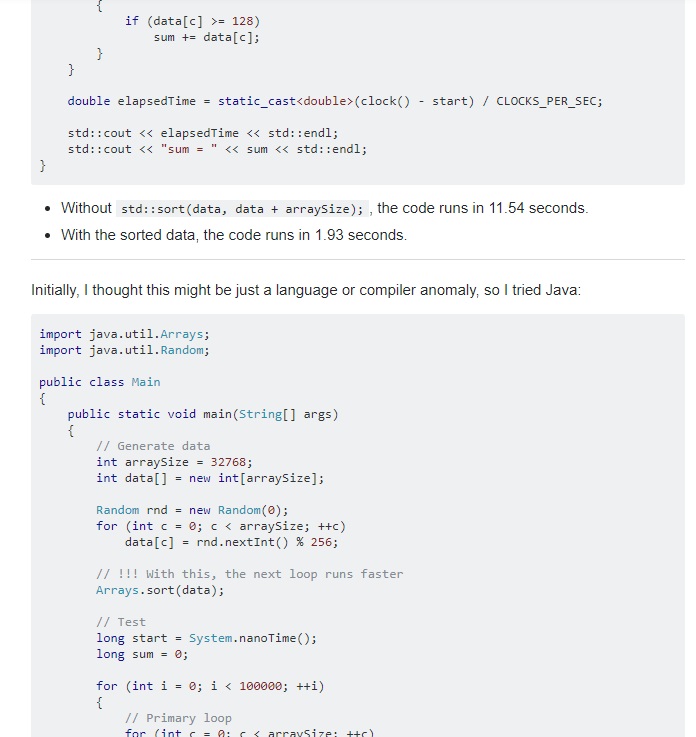 {
if (data[c] >= 128)
sum += data[c];
}
}
double elapsedTime = static_cast<double>(clock() - start) / CLOCKS_PER_SEC;
std::cout << elapsedTime << std::endl;
std::cout << "sum = " << sum << std::endl;
}
• Without std::sort(data, data + arraySize); , the code runs in 11.54 seconds.
• With the sorted data, the code runs in 1.93 seconds.
Initially, I thought this might be just a language or compiler anomaly, so I tried Java:
import java.util.Arrays;
import java.util.Random;
public class Main
{
public static void main(String[] args)
{
// Generate data
int arraySize = 32768;
int data[] = new int[arraySize];
Random rnd = new Random(0);
for (int c = 0; c < arraySize; ++c)
data[c] = rnd.nextInt() % 256;
// !!! With this, the next loop runs faster
Arrays.sort(data);
// Test
long start = System.nanoTime();
long sum = 0;
for (int i = 0; i < 100000; ++i)
{
// Primary loop
for (int c = 0; c < arraySize; ++c)